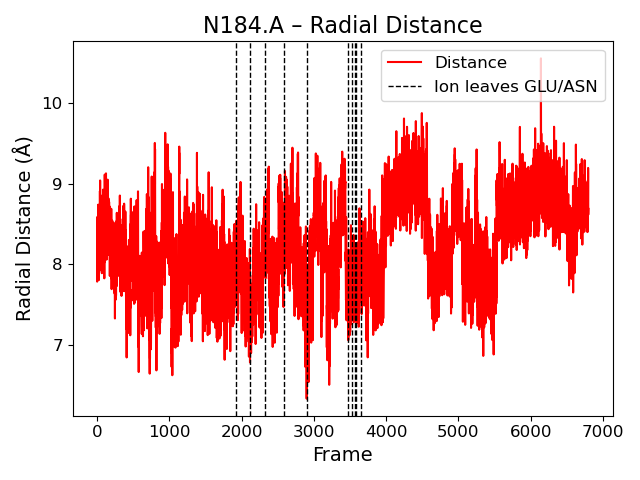 N184.A – Radial Distance
Distance
Ion leaves GLU/ASN
Radial Distance (Å)
10
9
8
7
0 1000 2000 3000 4000 5000 6000 7000
Frame